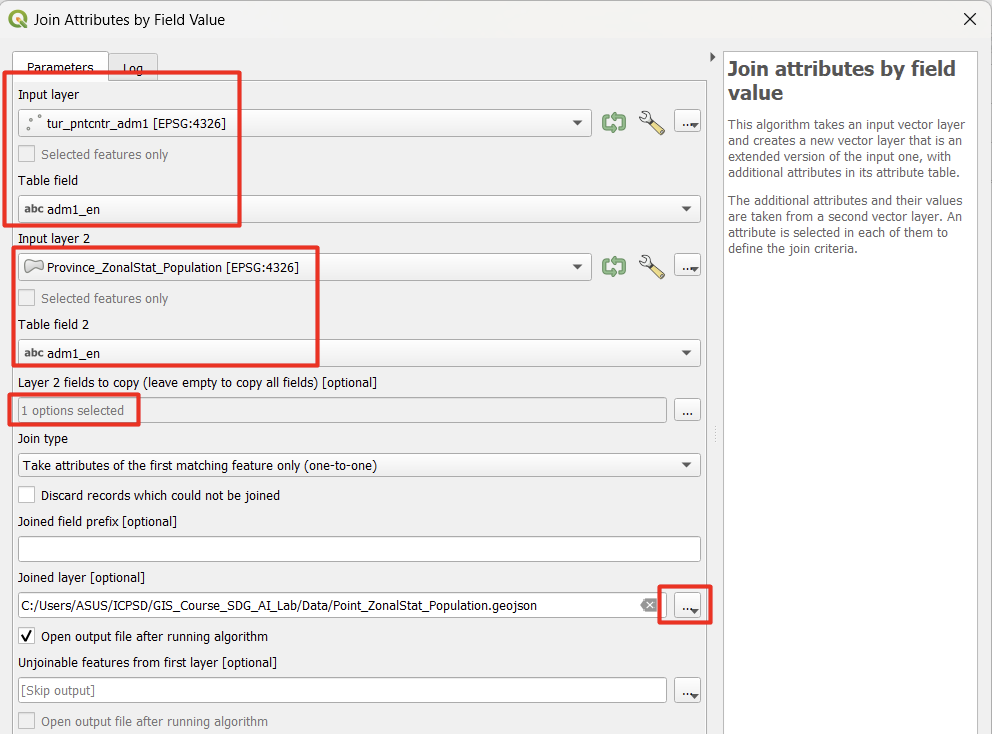 Join Attributes by Field Value
Parameters
Log
Input layer
tur_pntcntr_adm1 [EPSG:4326]
...
Selected features only
Table field
abc adm1_en
Input layer 2
Province_ZonalStat_Population [EPSG:4326]
...
Selected features only
Table field 2
abc adm1_en
Layer 2 fields to copy (leave empty to copy all fields) [optional]
1 options selected
...
Join type
Take attributes of the first matching feature only (one-to-one)
Discard records which could not be joined
Joined field prefix [optional]
Joined layer [optional]
C:/Users/ASUS/ICPSD/GIS_Course_SDG_AI_Lab/Data/Point_ZonalStat_Population.geojson
...
Open output file after running algorithm
Unjoinable features from first layer [optional]
[Skip output]
...
Open output file after running algorithm
Join attributes by field
value
This algorithm takes an input vector layer
and creates a new vector layer that is an
extended version of the input one, with
additional attributes in its attribute table.
The additional attributes and their values
are taken from a second vector layer. An
attribute is selected in each of them to
define the join criteria.